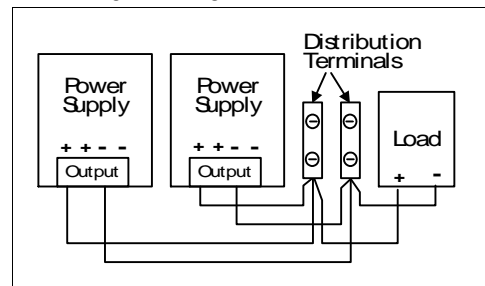 Distribution
Terminals
Power
Supply
+ + - -
Output
Power
Supply
+ + - -
Output
Load
+ -